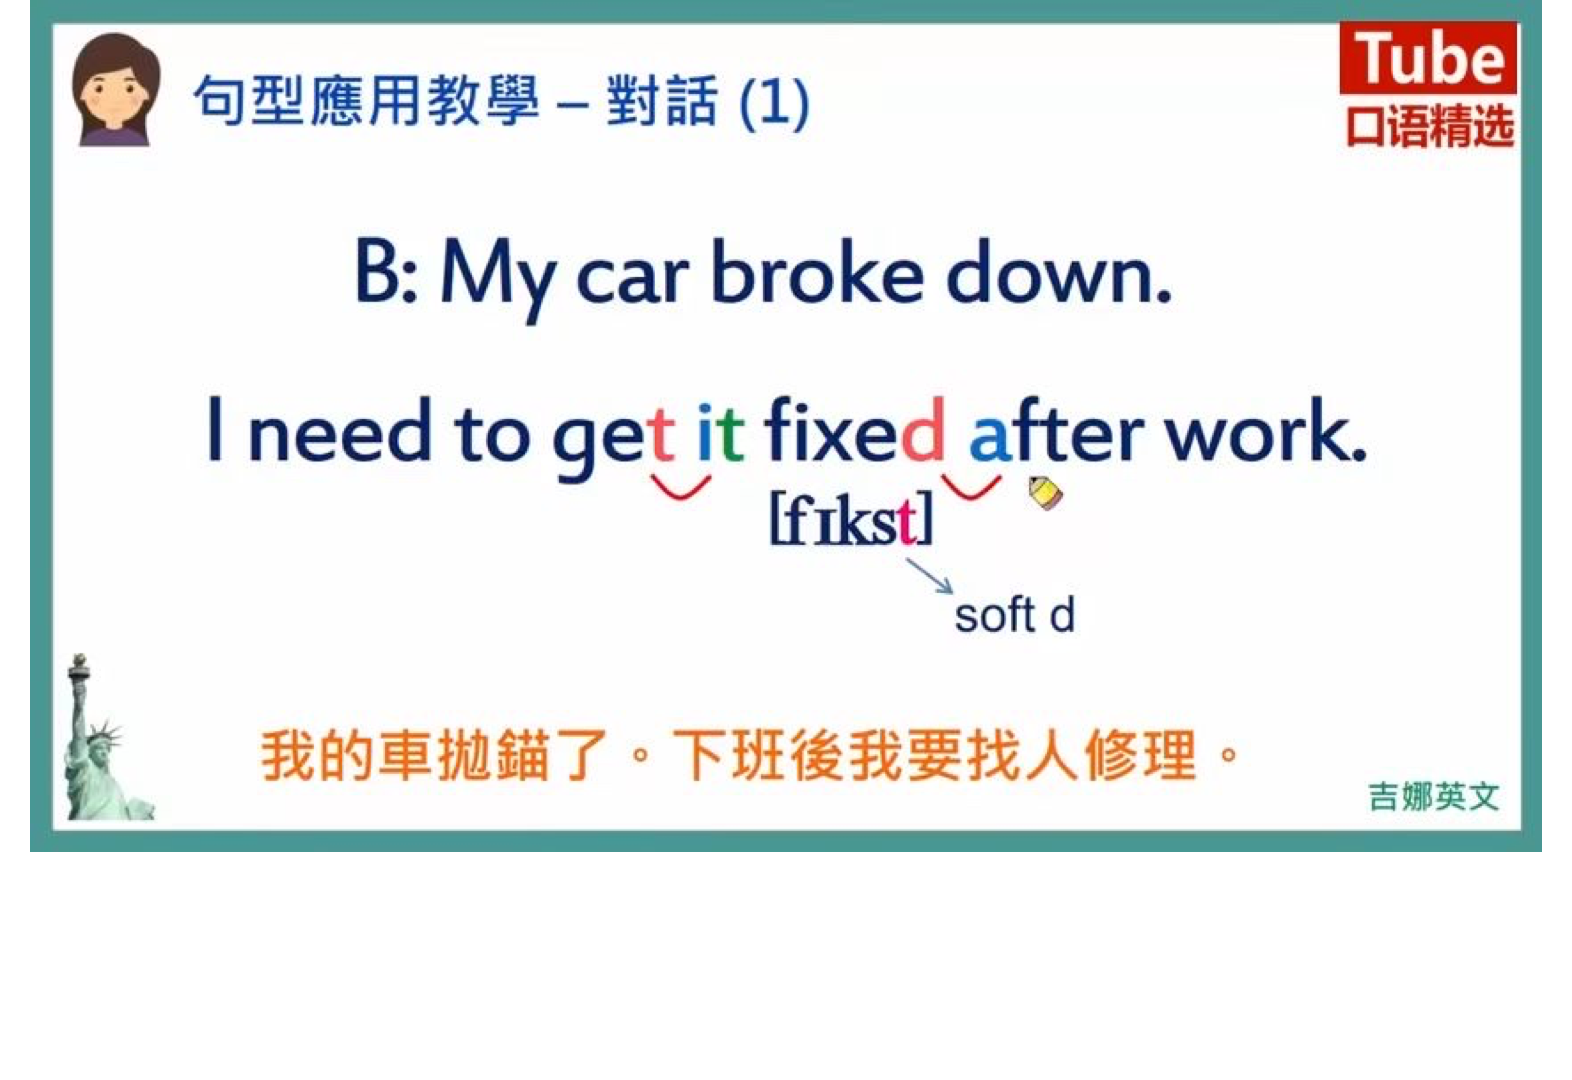 句型應用教學 – 對話 (1)
Tube
口语精选
B: My car broke down.
I need to get it fixed after work.
[fɪkst]
soft d
我的車拋錨了。下班後我要找人修理。
吉娜英文